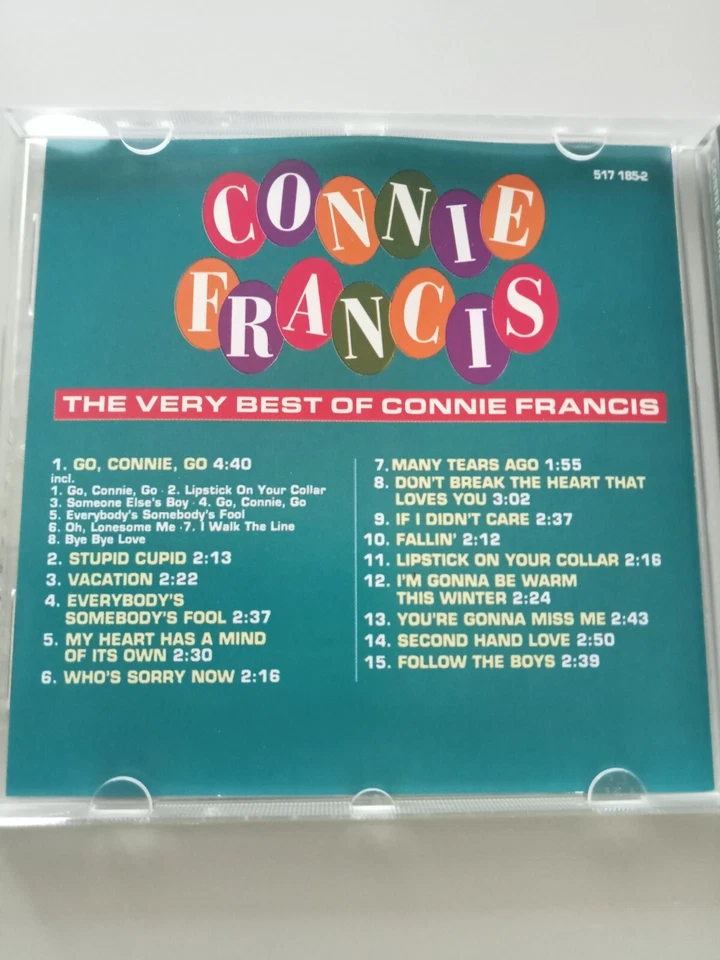 517 185-2
CONNIE
FRANCIS
THE VERY BEST OF CONNIE FRANCIS
1. GO, CONNIE, GO 4:40
incl.
1. Go, Connie, Go · 2. Lipstick On Your Collar
3. Someone Else's Boy · 4. Go, Connie, Go
5. Everybody's Somebody's Fool
6. Oh, Lonesome Me · 7. I Walk The Line
8. Bye Bye Love
2. STUPID CUPID 2:13
3. VACATION 2:22
4. EVERYBODY'S
SOMEBODY'S FOOL 2:37
5. MY HEART HAS A MIND
OF ITS OWN 2:30
6. WHO'S SORRY NOW 2:16
7. MANY TEARS AGO 1:55
8. DON'T BREAK THE HEART THAT
LOVES YOU 3:02
9. IF I DIDN'T CARE 2:37
10. FALLIN' 2:12
11. LIPSTICK ON YOUR COLLAR 2:16
12. I'M GONNA BE WARM
THIS WINTER 2:24
13. YOU'RE GONNA MISS ME 2:43
14. SECOND HAND LOVE 2:50
15. FOLLOW THE BOYS 2:39